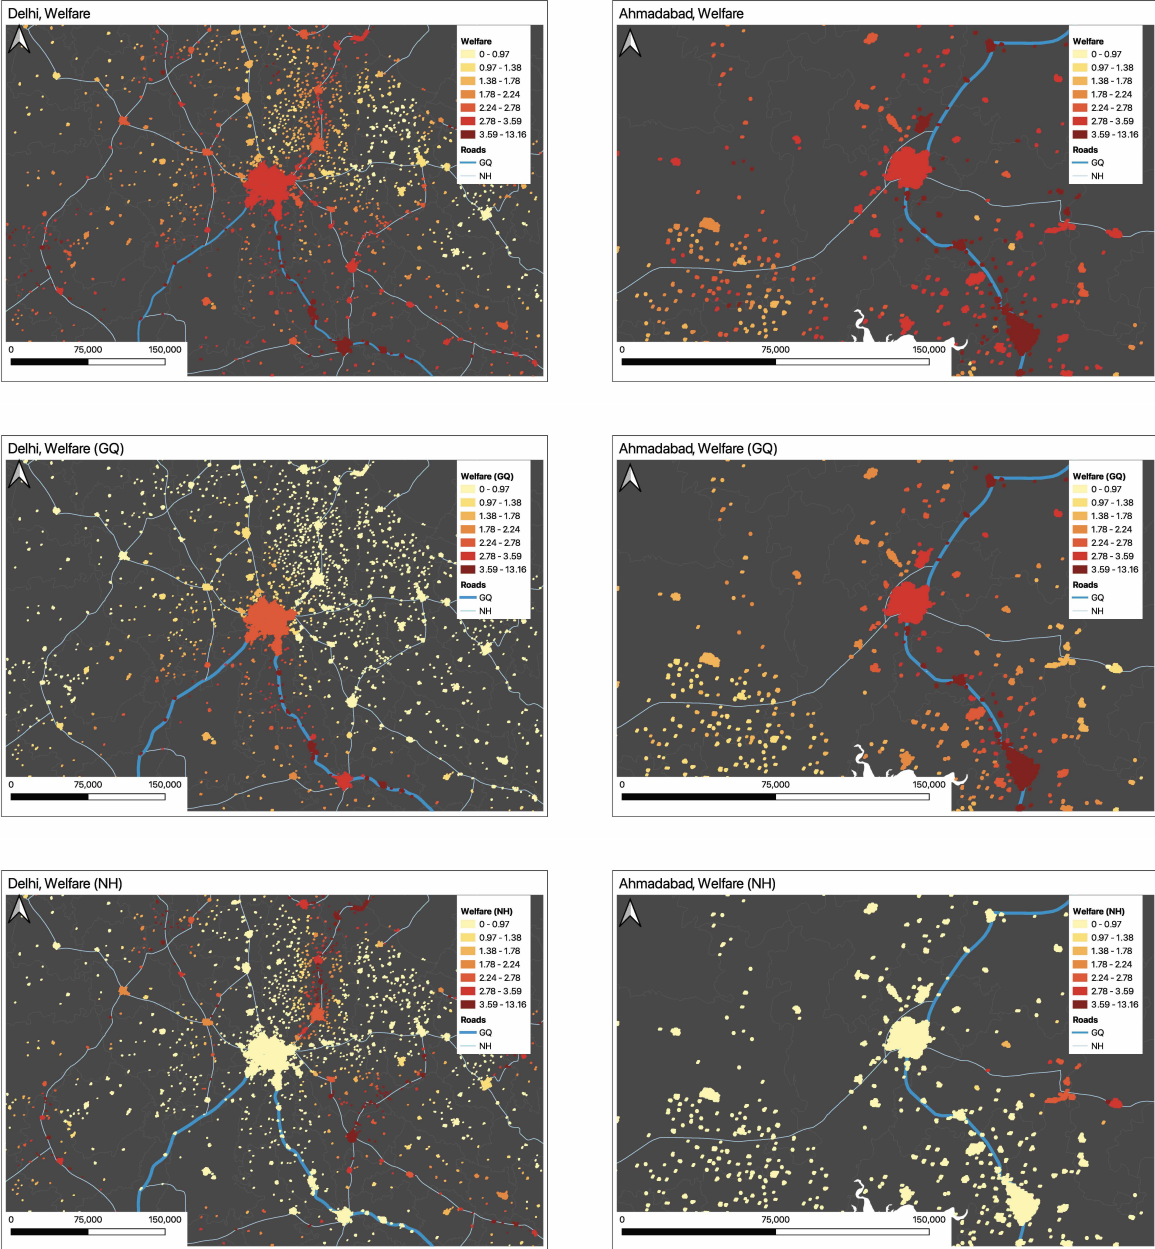 Delhi, Welfare
Welfare
0 - 0.97
0.97 - 1.38
1.38 - 1.78
1.78 - 2.24
2.24 - 2.78
2.78 - 3.59
3.59 - 13.16
Roads
GQ
NH
0 75,000 150,000
Ahmadabad, Welfare
Welfare
0 - 0.97
0.97 - 1.38
1.38 - 1.78
1.78 - 2.24
2.24 - 2.78
2.78 - 3.59
3.59 - 13.16
Roads
GQ
NH
0 75,000 150,000
Delhi, Welfare (GQ)
Welfare (GQ)
0 - 0.97
0.97 - 1.38
1.38 - 1.78
1.78 - 2.24
2.24 - 2.78
2.78 - 3.59
3.59 - 13.16
Roads
GQ
NH
0 75,000 150,000
Ahmadabad, Welfare (GQ)
Welfare (GQ)
0 - 0.97
0.97 - 1.38
1.38 - 1.78
1.78 - 2.24
2.24 - 2.78
2.78 - 3.59
3.59 - 13.16
Roads
GQ
NH
0 75,000 150,000
Delhi, Welfare (NH)
Welfare (NH)
0 - 0.97
0.97 - 1.38
1.38 - 1.78
1.78 - 2.24
2.24 - 2.78
2.78 - 3.59
3.59 - 13.16
Roads
GQ
NH
0 75,000 150,000
Ahmadabad, Welfare (NH)
Welfare (NH)
0 - 0.97
0.97 - 1.38
1.38 - 1.78
1.78 - 2.24
2.24 - 2.78
2.78 - 3.59
3.59 - 13.16
Roads
GQ
NH
0 75,000 150,000